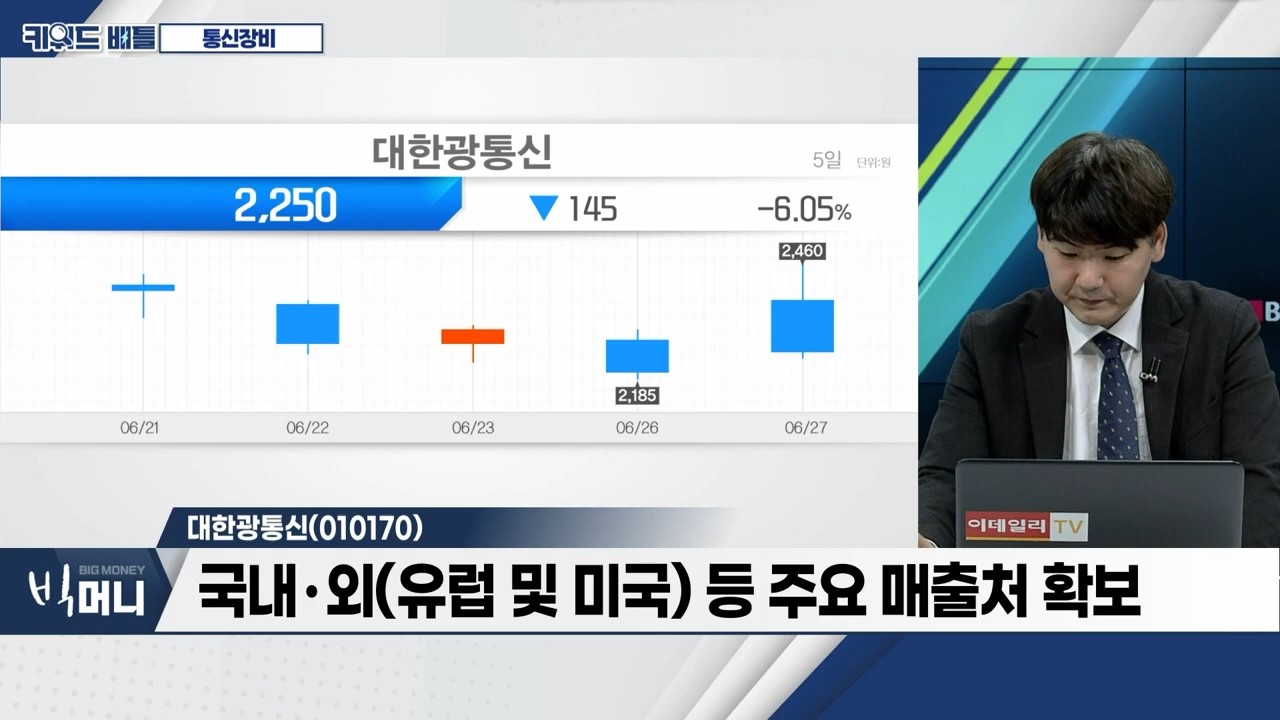 키워드 배틀
통신장비
대한광통신
5일 단위:원
2,250 ▼ 145 -6.05%
2,460
2,185
06/21 06/22 06/23 06/26 06/27
B
이데일리 TV
대한광통신(010170)
BIG MONEY
빅머니
국내·외(유럽 및 미국) 등 주요 매출처 확보